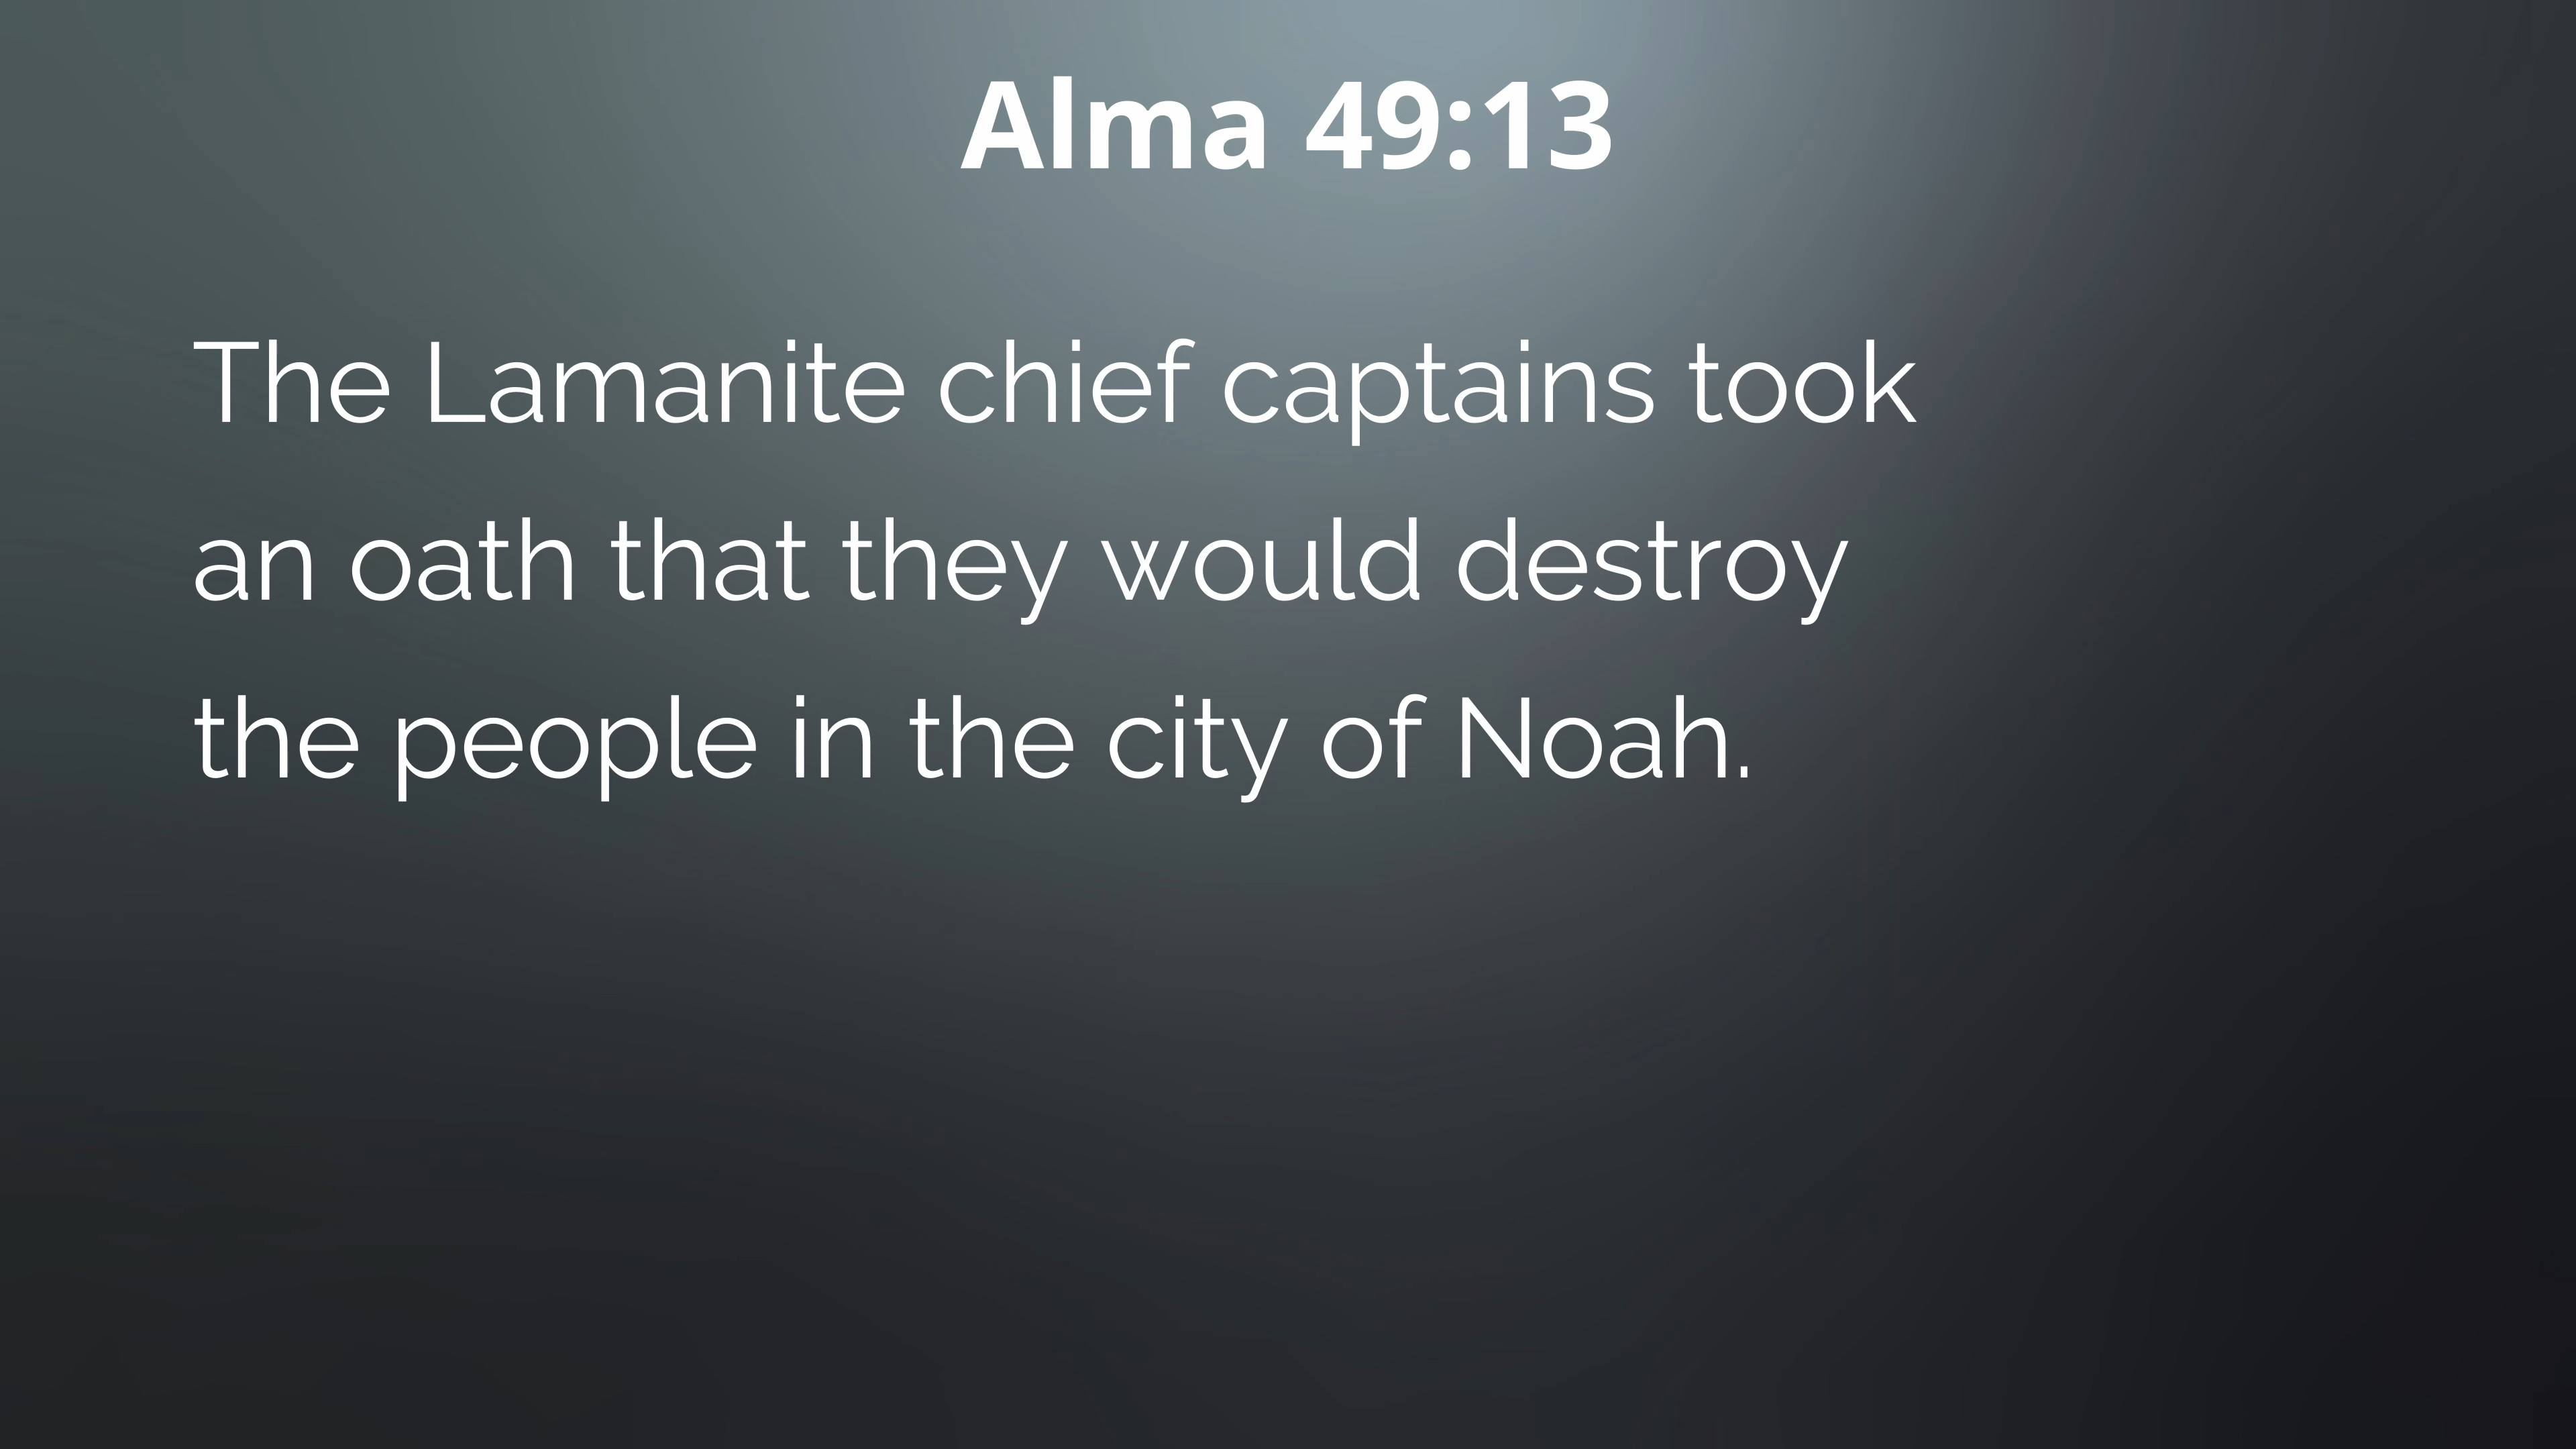 Alma 49:13
The Lamanite chief captains took
an oath that they would destroy
the people in the city of Noah.